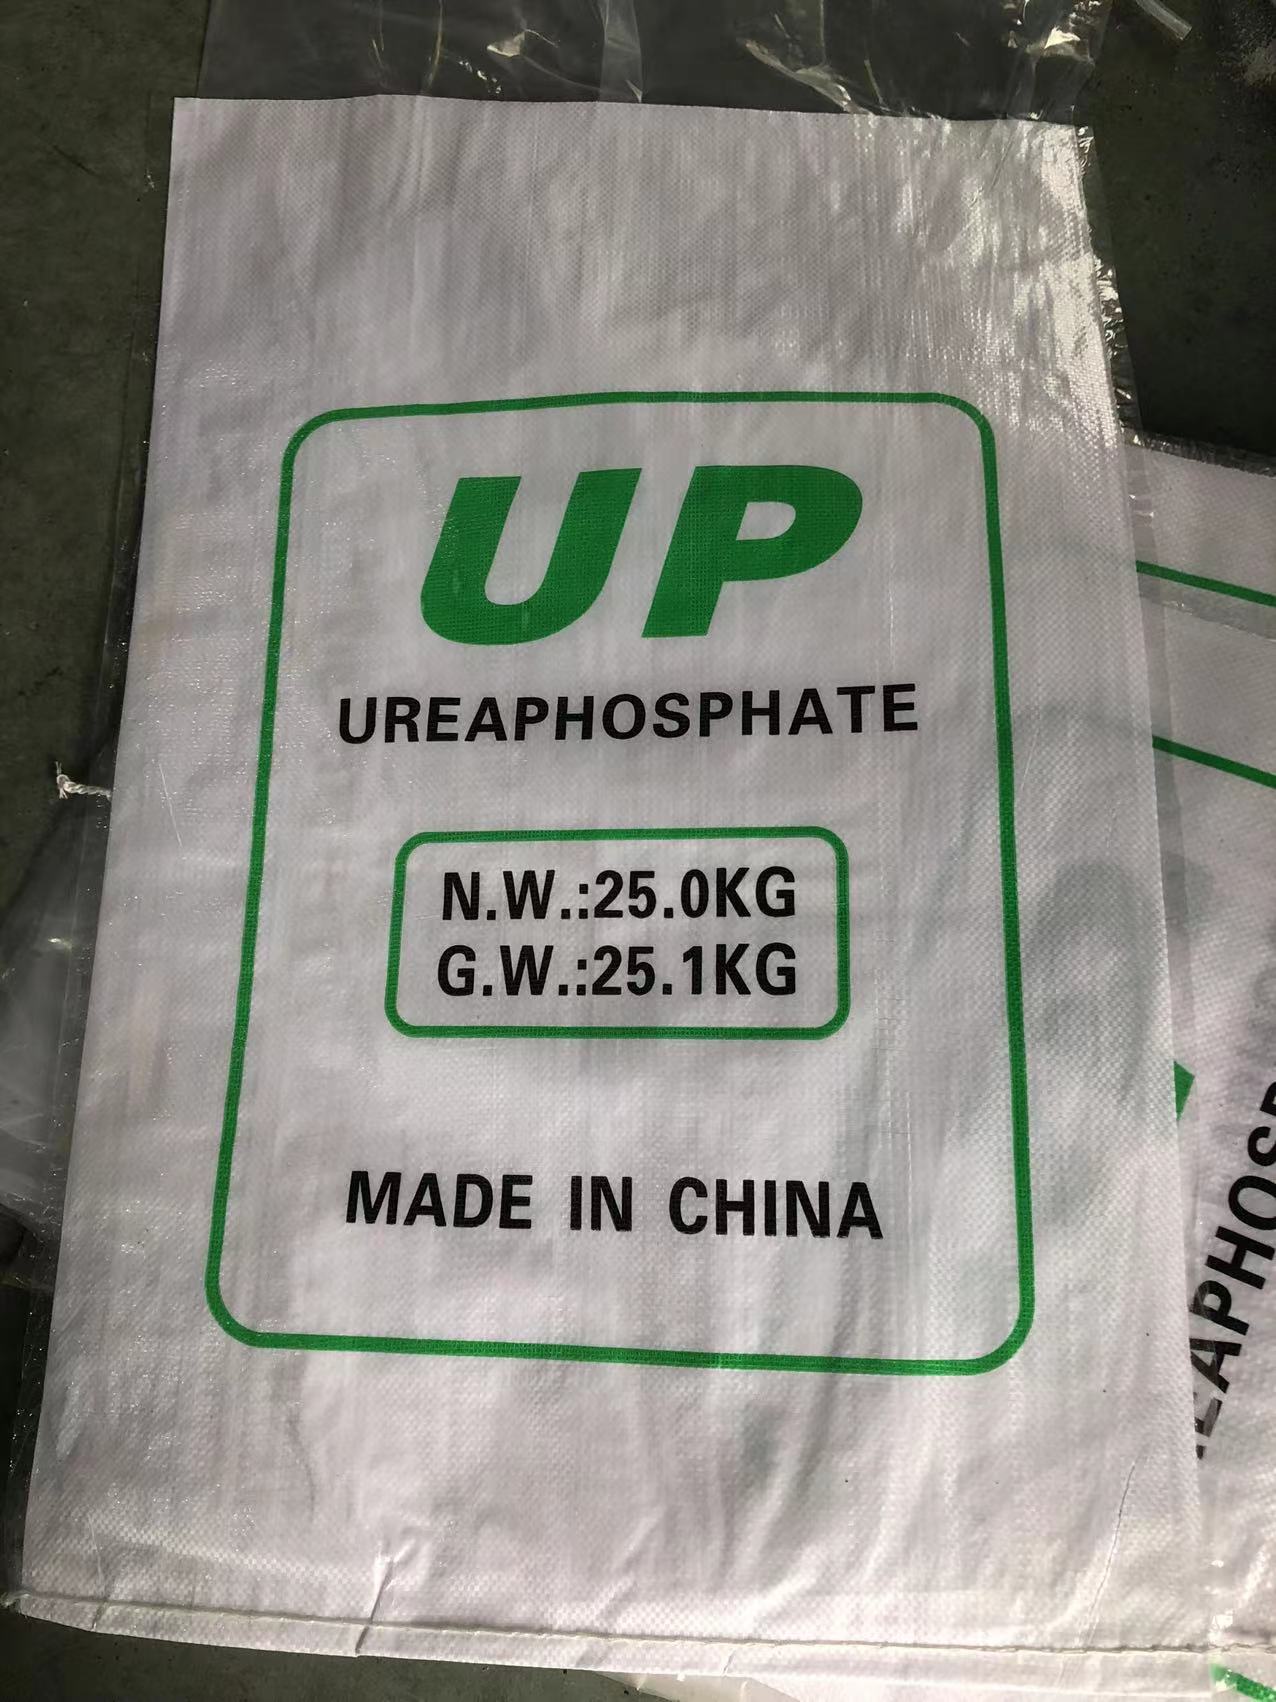 UP
UREAPHOSPHATE
N.W.:25.0KG
G.W.:25.1KG
MADE IN CHINA